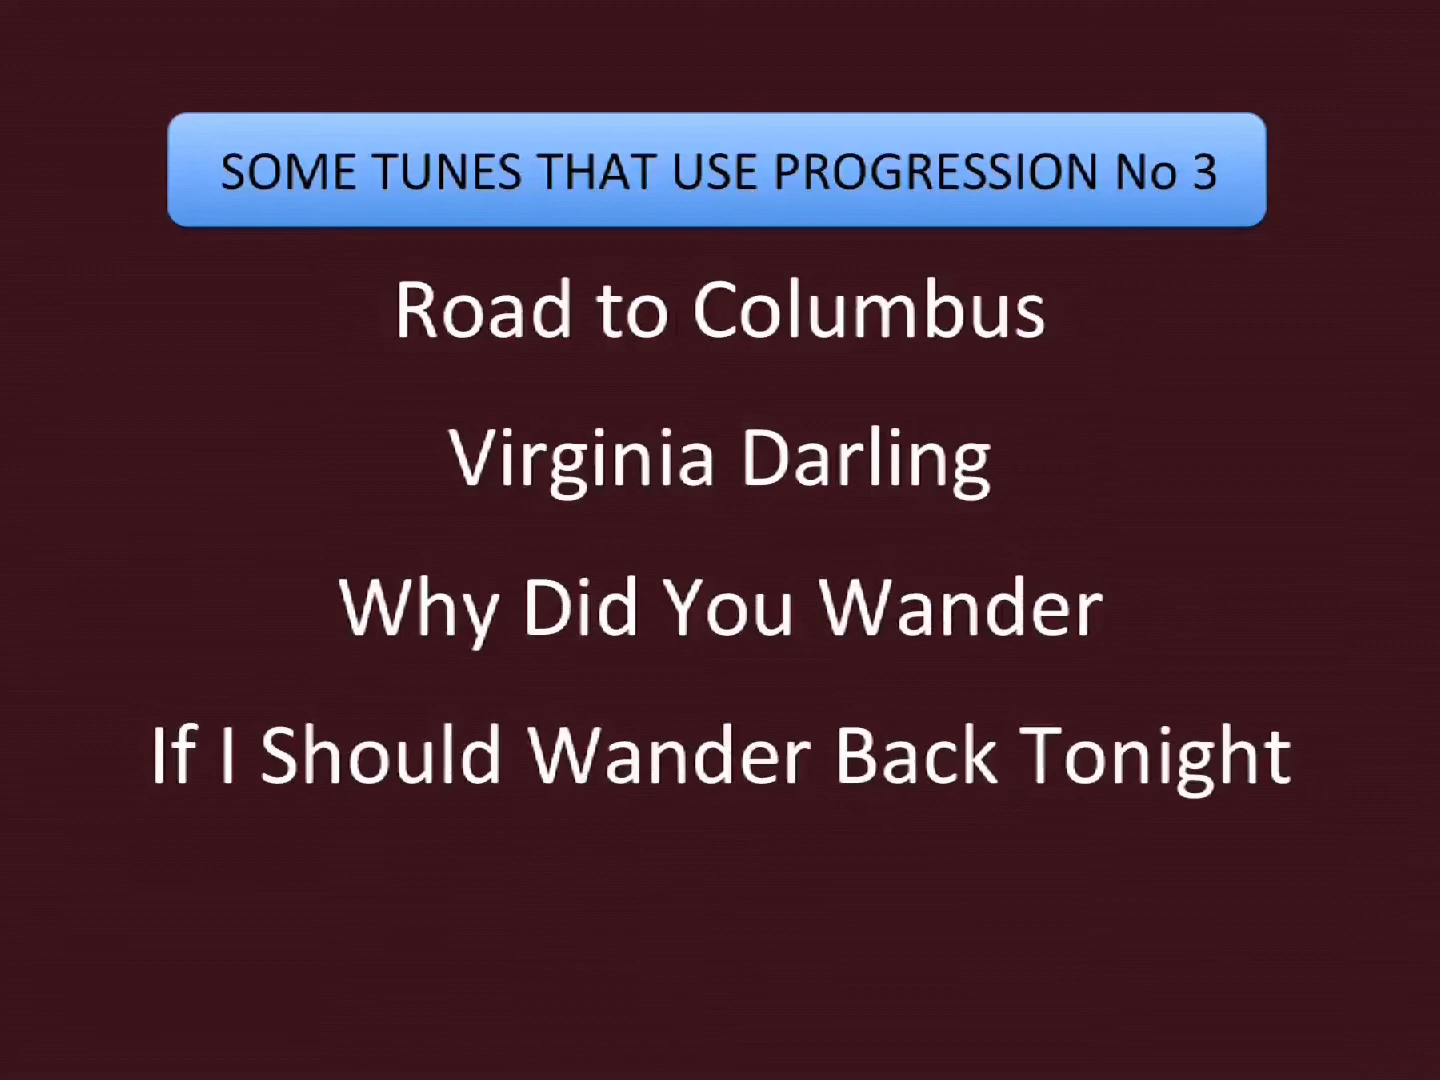 SOME TUNES THAT USE PROGRESSION No 3
Road to Columbus
Virginia Darling
Why Did You Wander
If I Should Wander Back Tonight